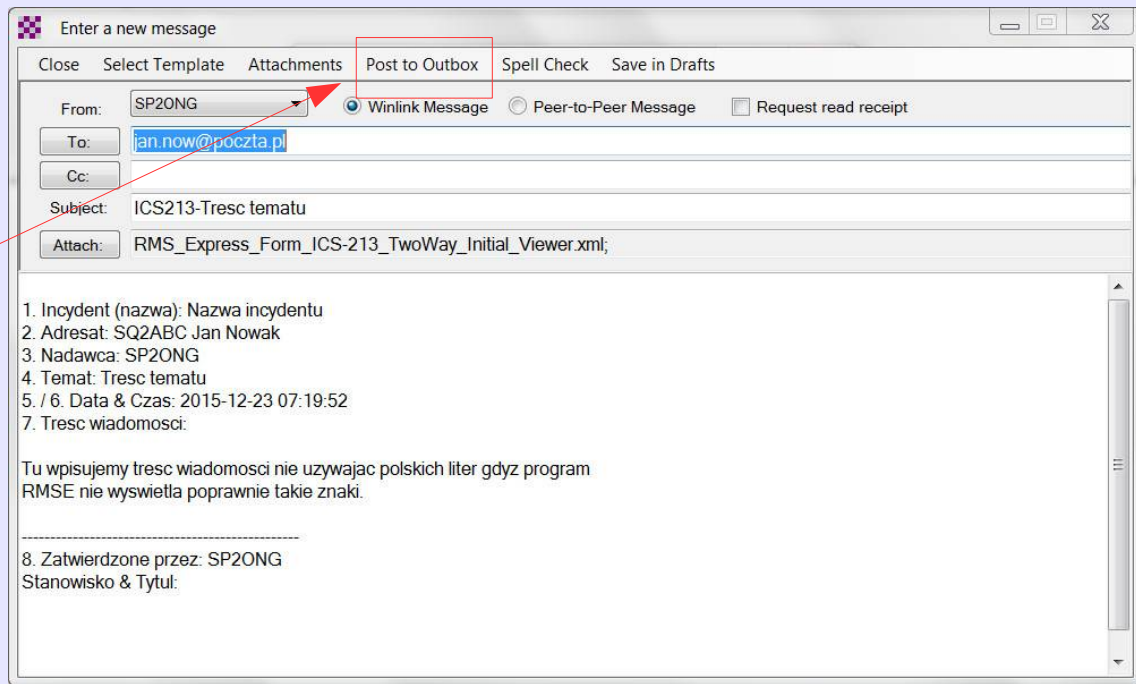 Enter a new message
Close Select Template Attachments Post to Outbox Spell Check Save in Drafts
From: SP2ONG Winlink Message Peer-to-Peer Message Request read receipt
To: jan.now@poczta.pl
Cc:
Subject: ICS213-Tresc tematu
Attach: RMS_Express_Form_ICS-213_TwoWay_Initial_Viewer.xml;
1. Incydent (nazwa): Nazwa incydentu
2. Adresat: SQ2ABC Jan Nowak
3. Nadawca: SP2ONG
4. Temat: Tresc tematu
5. / 6. Data & Czas: 2015-12-23 07:19:52
7. Tresc wiadomosci:
Tu wpisujemy tresc wiadomosci nie uzywajac polskich liter gdyz program
RMSE nie wyswietla poprawnie takie znaki.
------------------------------------------------
8. Zatwierdzone przez: SP2ONG
Stanowisko & Tytul: